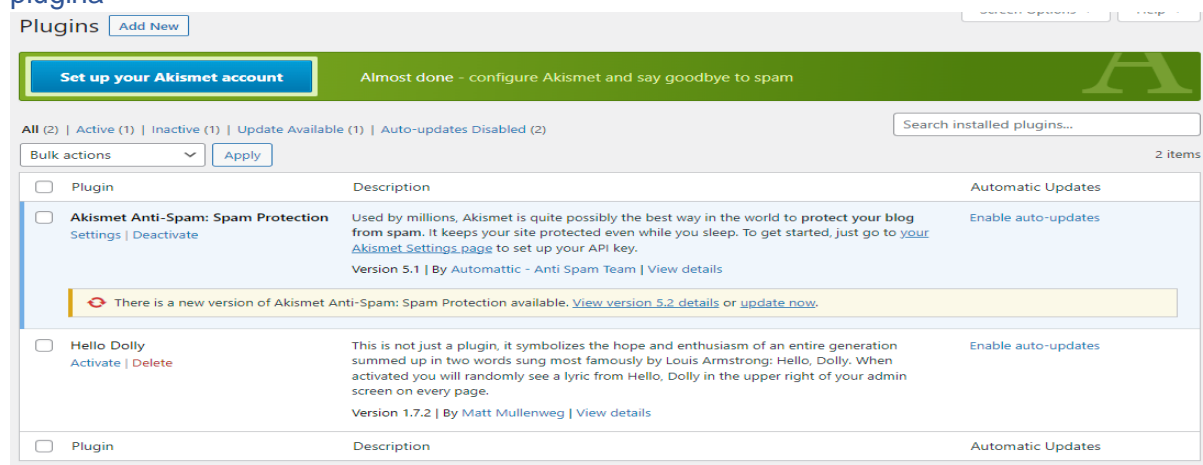 plugins
Plugins Add New
Set up your Akismet account Almost done - configure Akismet and say goodbye to spam
All (2) | Active (1) | Inactive (1) | Update Available (1) | Auto-updates Disabled (2)
Search installed plugins...
Bulk actions Apply 2 items
Plugin Description Automatic Updates
Akismet Anti-Spam: Spam Protection Used by millions, Akismet is quite possibly the best way in the world to protect your blog Enable auto-updates
Settings | Deactivate from spam. It keeps your site protected even while you sleep. To get started, just go to your
Akismet Settings page to set up your API key.
Version 5.1 | By Automattic - Anti Spam Team | View details
There is a new version of Akismet Anti-Spam: Spam Protection available. View version 5.2 details or update now.
Hello Dolly This is not just a plugin, it symbolizes the hope and enthusiasm of an entire generation Enable auto-updates
Activate | Delete summed up in two words sung most famously by Louis Armstrong: Hello, Dolly. When
activated you will randomly see a lyric from Hello, Dolly in the upper right of your admin
screen on every page.
Version 1.7.2 | By Matt Mullenweg | View details
Plugin Description Automatic Updates